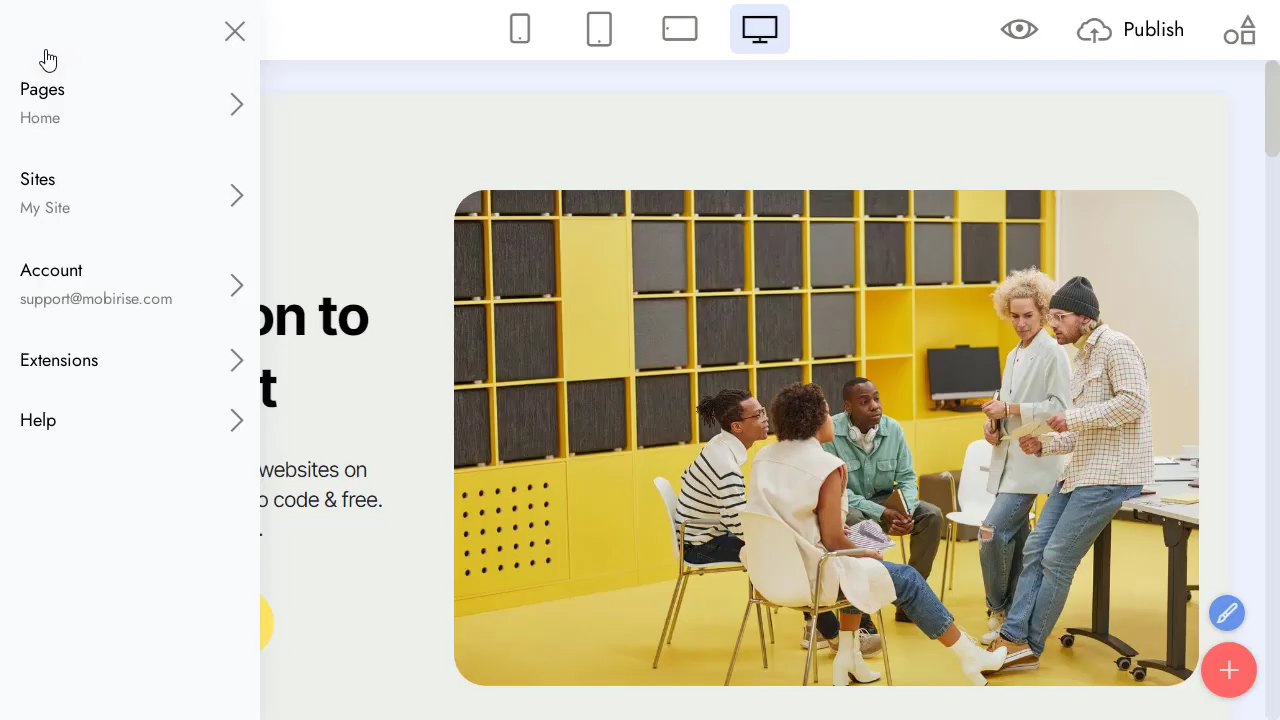 Publish
Pages
Home
Sites
My Site
Account
support@mobirise.com
Extensions
Help
on to
t
websites on
code & free.